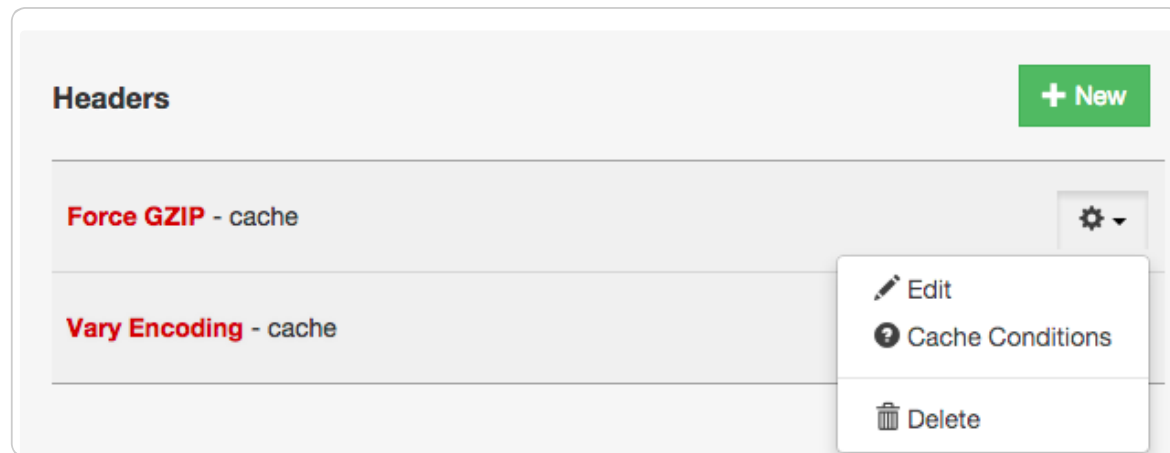 Headers
New
Force GZIP - cache
Edit
Vary Encoding - cache
Cache Conditions
Delete